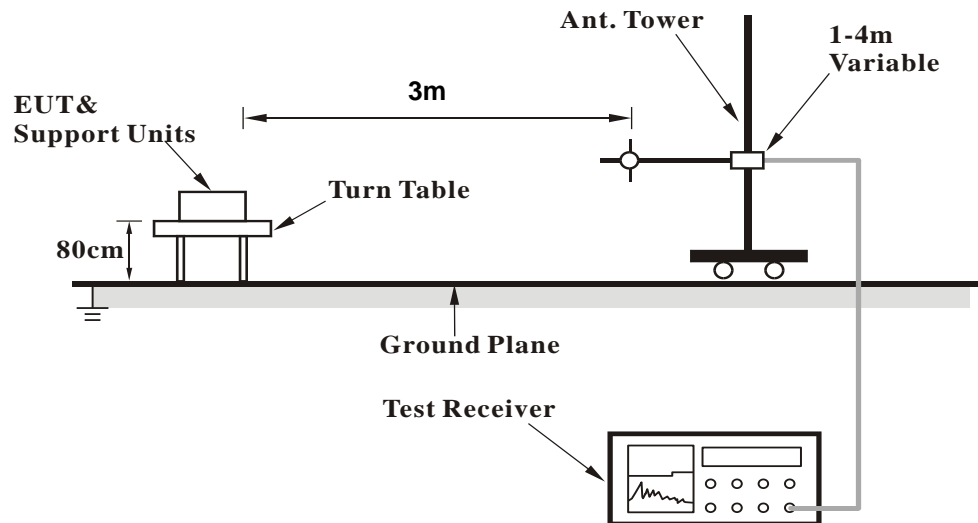 Ant. Tower
1-4m
Variable
3m
EUT&
Support Units
Turn Table
80cm
Ground Plane
Test Receiver